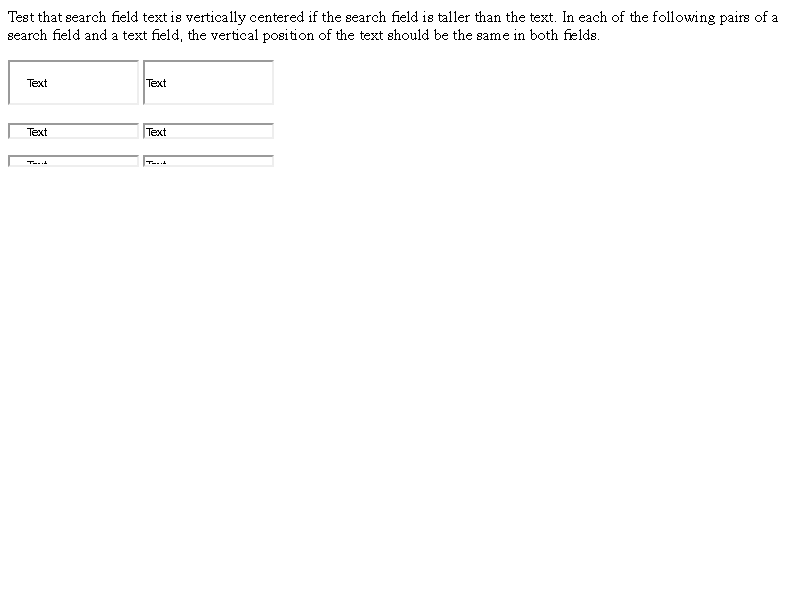 Test that search field text is vertically centered if the search field is taller than the text. In each of the following pairs of a
search field and a text field, the vertical position of the text should be the same in both fields.
Text Text
Text Text